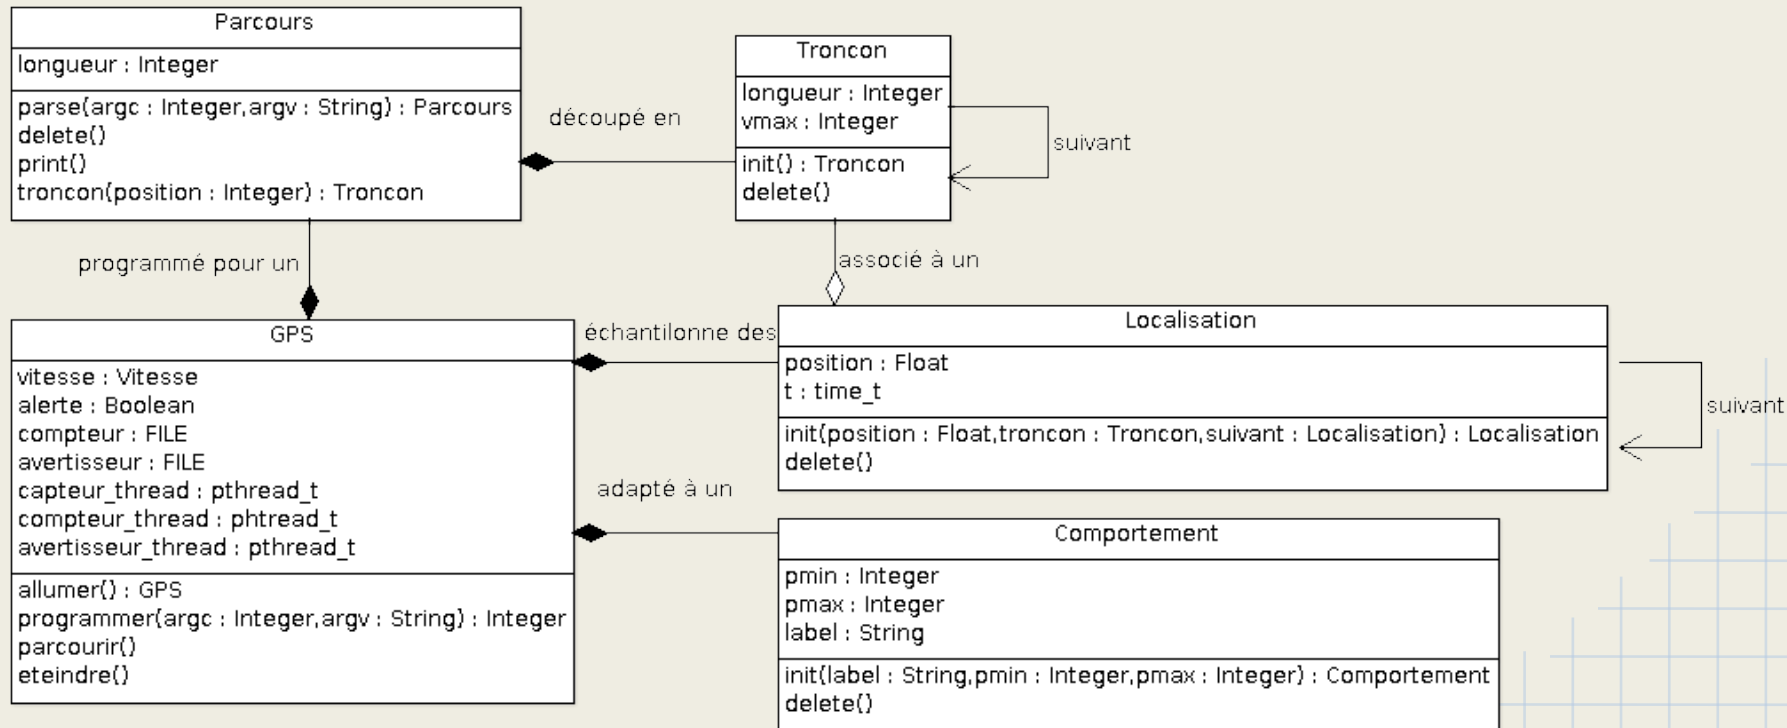 Parcours
longueur : Integer
parse(argc : Integer,argv : String) : Parcours
delete()
print()
troncon(position : Integer) : Troncon
découpé en
Troncon
longueur : Integer
vmax : Integer
init() : Troncon
delete()
suivant
programmé pour un
associé à un
GPS
vitesse : Vitesse
alerte : Boolean
compteur : FILE
avertisseur : FILE
capteur_thread : pthread_t
compteur_thread : phtread_t
avertisseur_thread : pthread_t
allumer() : GPS
programmer(argc : Integer,argv : String) : Integer
parcourir()
eteindre()
échantilonne des
Localisation
position : Float
t : time_t
init(position : Float,troncon : Troncon,suivant : Localisation) : Localisation
delete()
suivant
adapté à un
Comportement
pmin : Integer
pmax : Integer
label : String
init(label : String,pmin : Integer,pmax : Integer) : Comportement
delete()